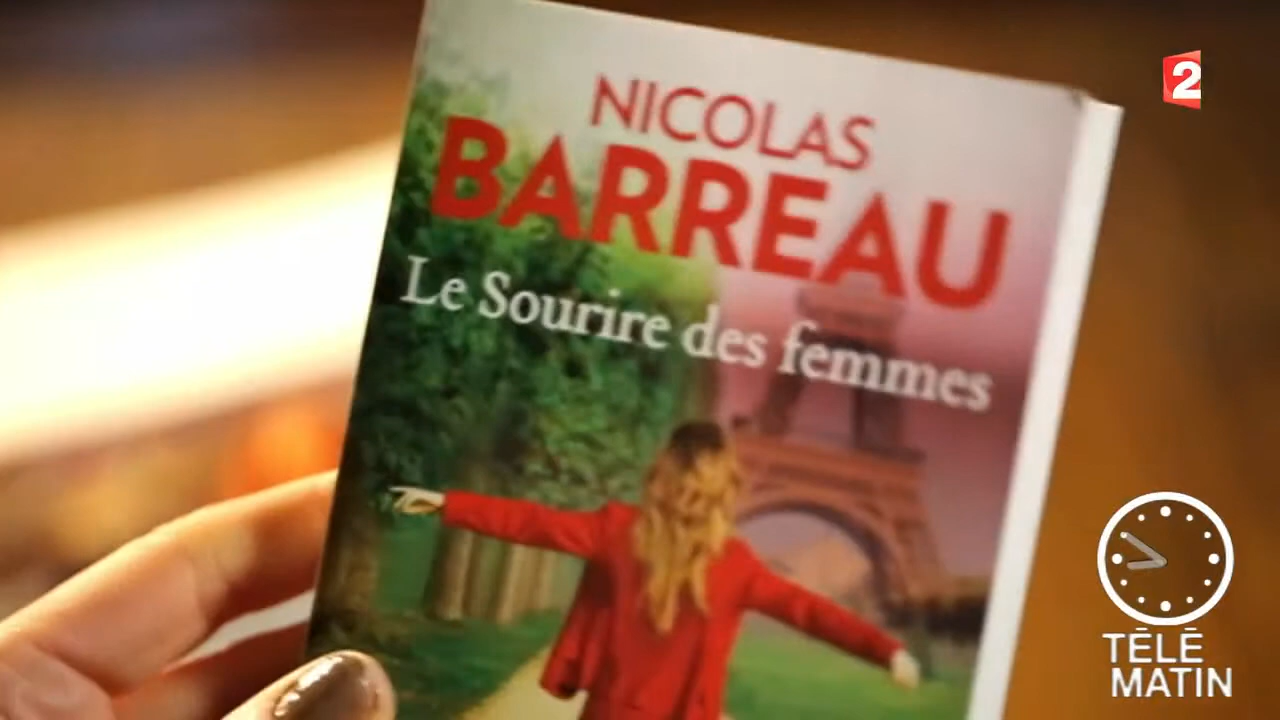 NICOLAS
BARREAU
Le Sourire des femmes
2
TÉLÉ
MATIN